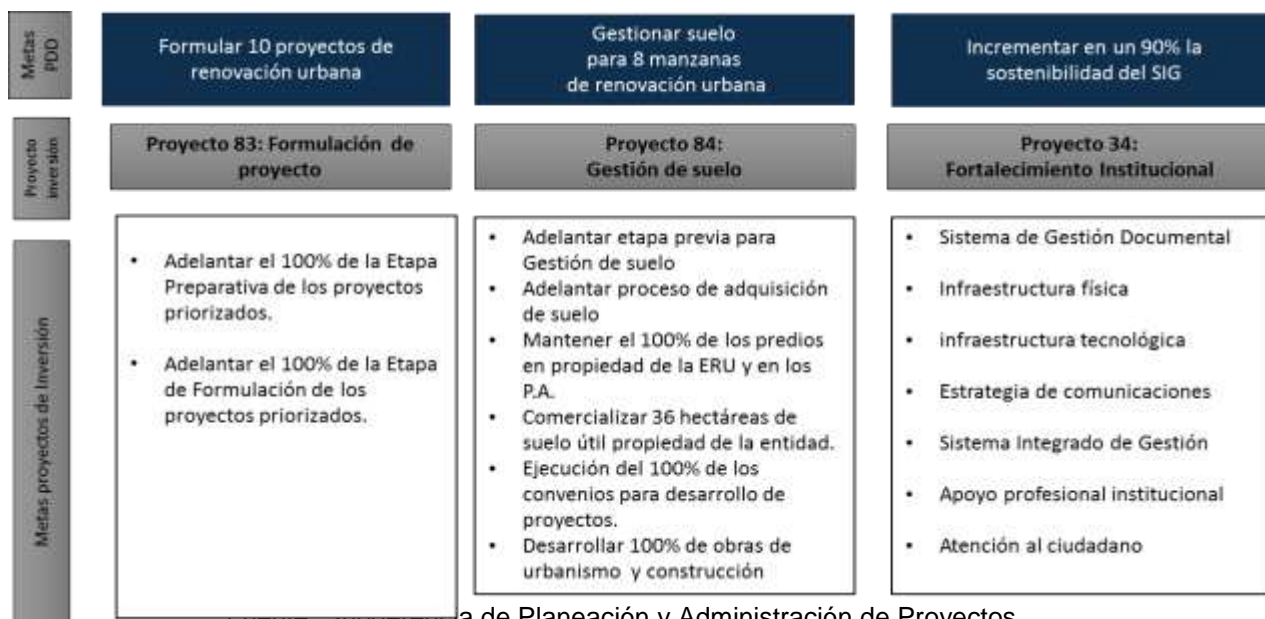 Metas
PDD
Formular 10 proyectos de
renovación urbana
Gestionar suelo
para 8 manzanas
de renovación urbana
Incrementar en un 90% la
sostenibilidad del SIG
Proyecto
inversión
Proyecto 83: Formulación de
proyecto
Proyecto 84:
Gestión de suelo
Proyecto 34:
Fortalecimiento Institucional
Metas proyectos de Inversión
• Adelantar el 100% de la Etapa
Preparativa de los proyectos
priorizados.
• Adelantar el 100% de la Etapa
de Formulación de los
proyectos priorizados.
• Adelantar etapa previa para
Gestión de suelo
• Adelantar proceso de adquisición
de suelo
• Mantener el 100% de los predios
en propiedad de la ERU y en los
P.A.
• Comercializar 36 hectáreas de
suelo útil propiedad de la entidad.
• Ejecución del 100% de los
convenios para desarrollo de
proyectos.
• Desarrollar 100% de obras de
urbanismo y construcción
• Sistema de Gestión Documental
• Infraestructura física
• infraestructura tecnológica
• Estrategia de comunicaciones
• Sistema Integrado de Gestión
• Apoyo profesional institucional
• Atención al ciudadano
de Planeación y Administración de Proyectos